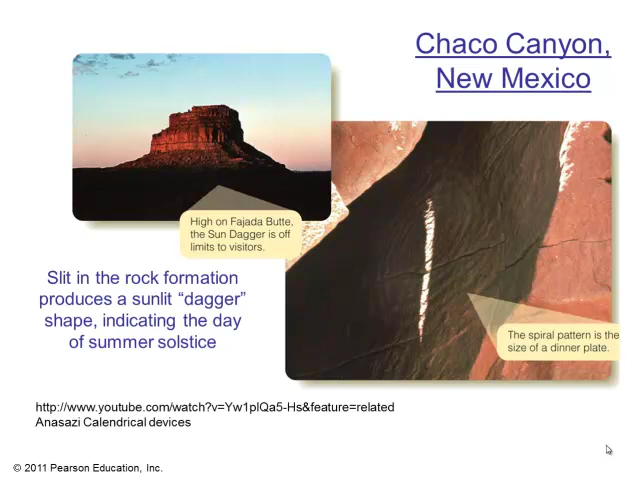 Chaco Canyon,
New Mexico
High on Fajada Butte,
the Sun Dagger is off
limits to visitors.
Slit in the rock formation
produces a sunlit “dagger”
shape, indicating the day
of summer solstice
The spiral pattern is the
size of a dinner plate.
http://www.youtube.com/watch?v=Yw1plQa5-Hs&feature=related
Anasazi Calendrical devices
© 2011 Pearson Education, Inc.